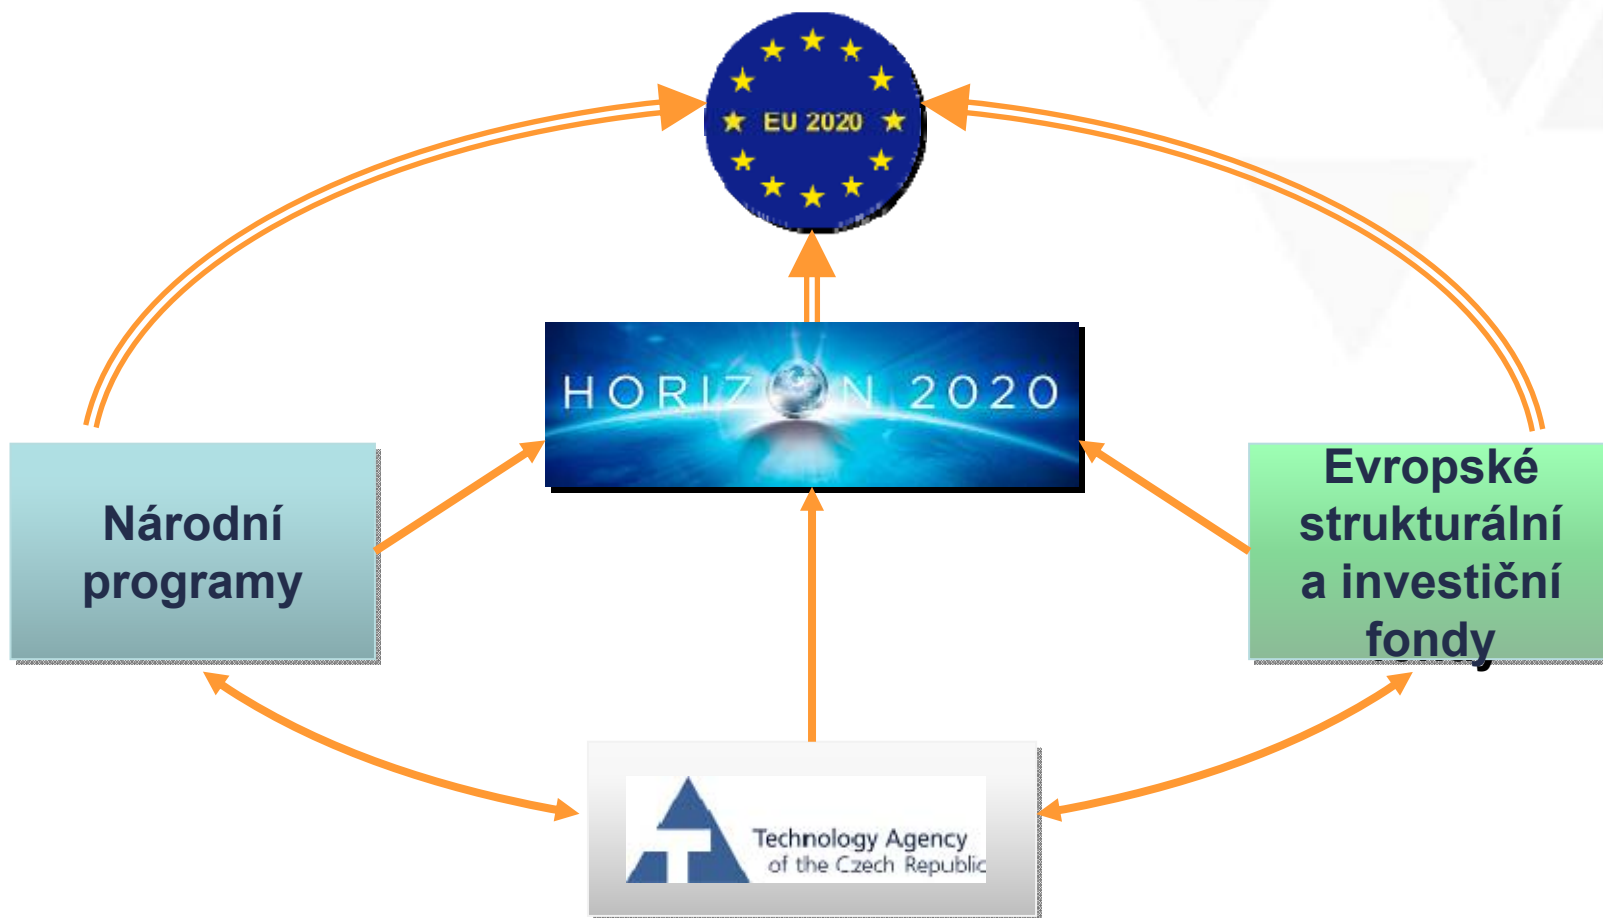 EU 2020
HORIZON 2020
Národní
programy
Evropské
strukturální
a investiční
fondy
Technology Agency
of the Czech Republic